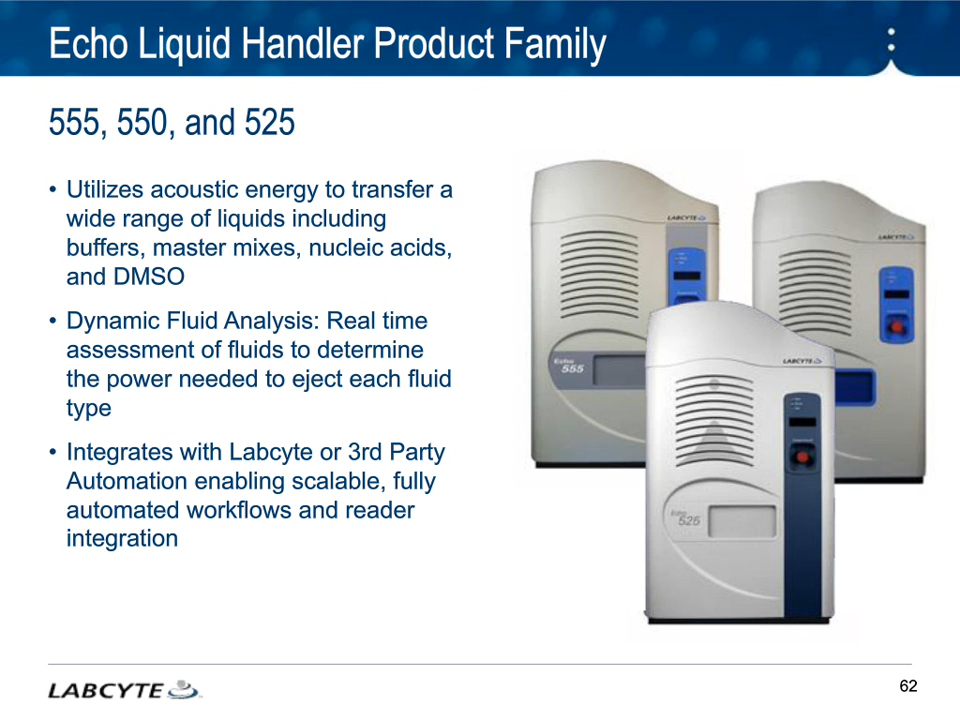 Echo Liquid Handler Product Family
555, 550, and 525
• Utilizes acoustic energy to transfer a
wide range of liquids including
buffers, master mixes, nucleic acids,
and DMSO
• Dynamic Fluid Analysis: Real time
assessment of fluids to determine
the power needed to eject each fluid
type
• Integrates with Labcyte or 3rd Party
Automation enabling scalable, fully
automated workflows and reader
integration
LABCYTE
LABCYTE
Echo
555
LABCYTE
Echo
525
LABCYTE
62